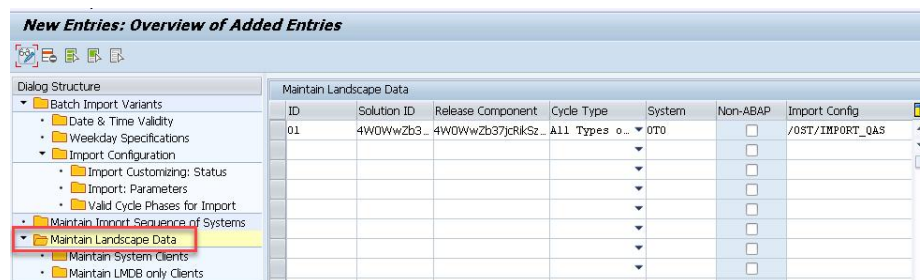 New Entries: Overview of Added Entries
Dialog Structure
Batch Import Variants
Date & Time Validity
Weekday Specifications
Import Configuration
Import Customizing: Status
Import: Parameters
Valid Cycle Phases for Import
Maintain Import Sequence of Systems
Maintain Landscape Data
Maintain System Clients
Maintain LMDB only Clients
Maintain Landscape Data
ID Solution ID Release Component Cycle Type System Non-ABAP Import Config
01 4W0WwZb3... 4W0WwZb37jcRikSz... All Types o... 0T0 /OST/IMPORT_QAS